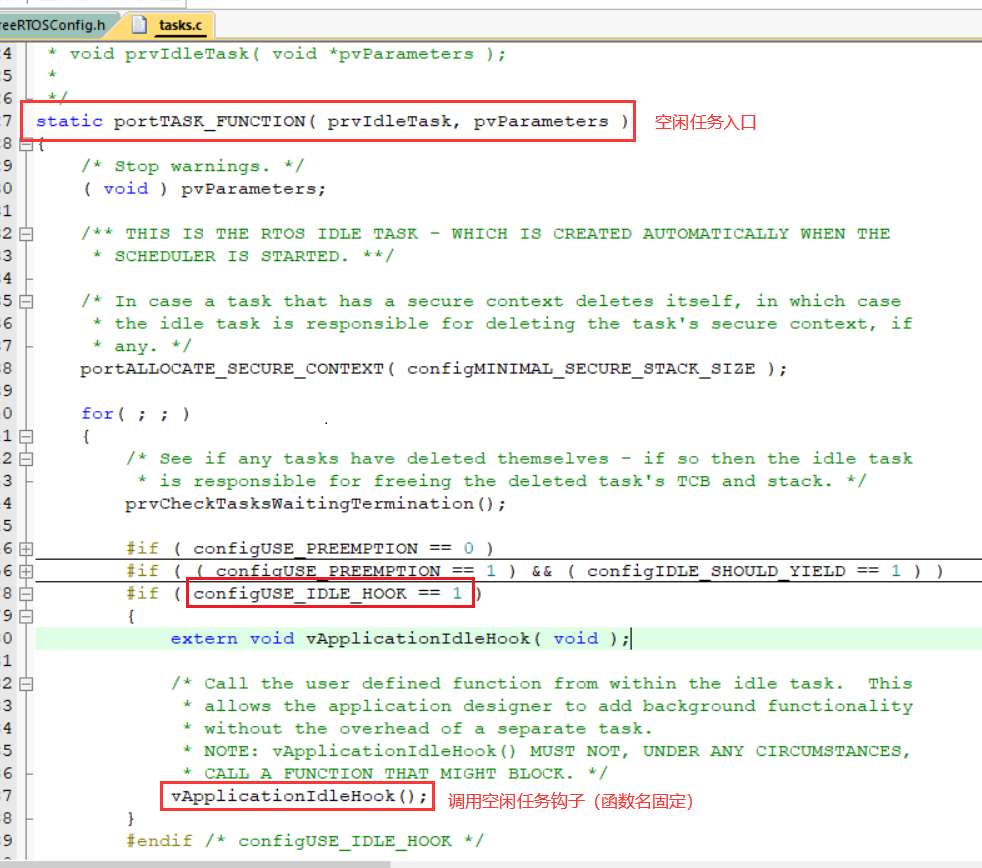 reeRTOSConfig.h tasks.c
24 * void prvIdleTask( void *pvParameters );
5 *
6 */
7 static portTASK_FUNCTION( prvIdleTask, pvParameters ) 空闲任务入口
8 {
9 /* Stop warnings. */
0 ( void ) pvParameters;
1
2 /** THIS IS THE RTOS IDLE TASK - WHICH IS CREATED AUTOMATICALLY WHEN THE
3 * SCHEDULER IS STARTED. **/
4
5 /* In case a task that has a secure context deletes itself, in which case
6 * the idle task is responsible for deleting the task's secure context, if
7 * any. */
8 portALLOCATE_SECURE_CONTEXT( configMINIMAL_SECURE_STACK_SIZE );
9
0 for( ; ; )
1 {
2 /* See if any tasks have deleted themselves - if so then the idle task
3 * is responsible for freeing the deleted task's TCB and stack. */
4 prvCheckTasksWaitingTermination();
5
6 #if ( configUSE_PREEMPTION == 0 )
6 #if ( ( configUSE_PREEMPTION == 1 ) && ( configIDLE_SHOULD_YIELD == 1 ) )
8 #if ( configUSE_IDLE_HOOK == 1 )
9 {
0 extern void vApplicationIdleHook( void );
1
2 /* Call the user defined function from within the idle task.  This
3 * allows the application designer to add background functionality
4 * without the overhead of a separate task.
5 * NOTE: vApplicationIdleHook() MUST NOT, UNDER ANY CIRCUMSTANCES,
6 * CALL A FUNCTION THAT MIGHT BLOCK. */
7 vApplicationIdleHook(); 调用空闲任务钩子（函数名固定）
8 }
9 #endif /* configUSE_IDLE_HOOK */